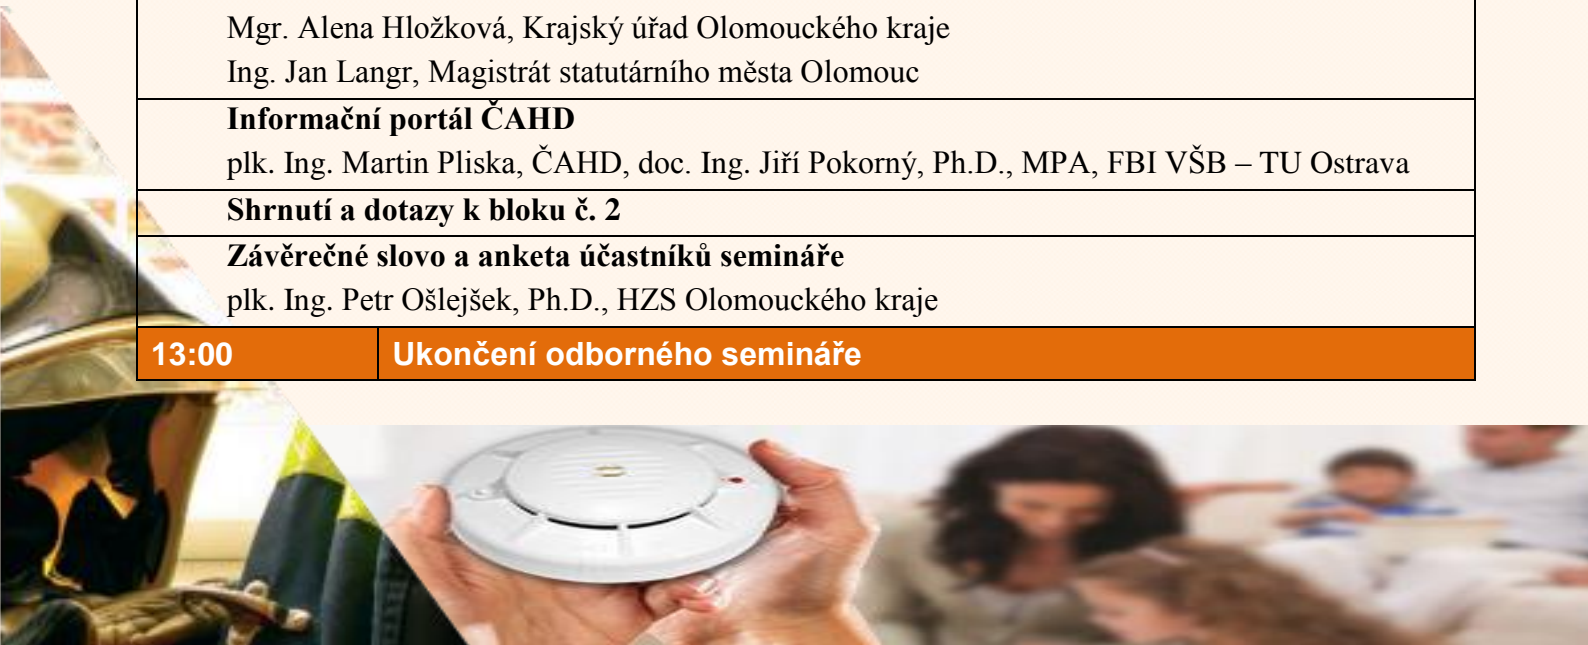 Mgr. Alena Hložková, Krajský úřad Olomouckého kraje
Ing. Jan Langr, Magistrát statutárního města Olomouc
Informační portál ČAHD
plk. Ing. Martin Pliska, ČAHD, doc. Ing. Jiří Pokorný, Ph.D., MPA, FBI VŠB – TU Ostrava
Shrnutí a dotazy k bloku č. 2
Závěrečné slovo a anketa účastníků semináře
plk. Ing. Petr Ošlejšek, Ph.D., HZS Olomouckého kraje
13:00 Ukončení odborného semináře